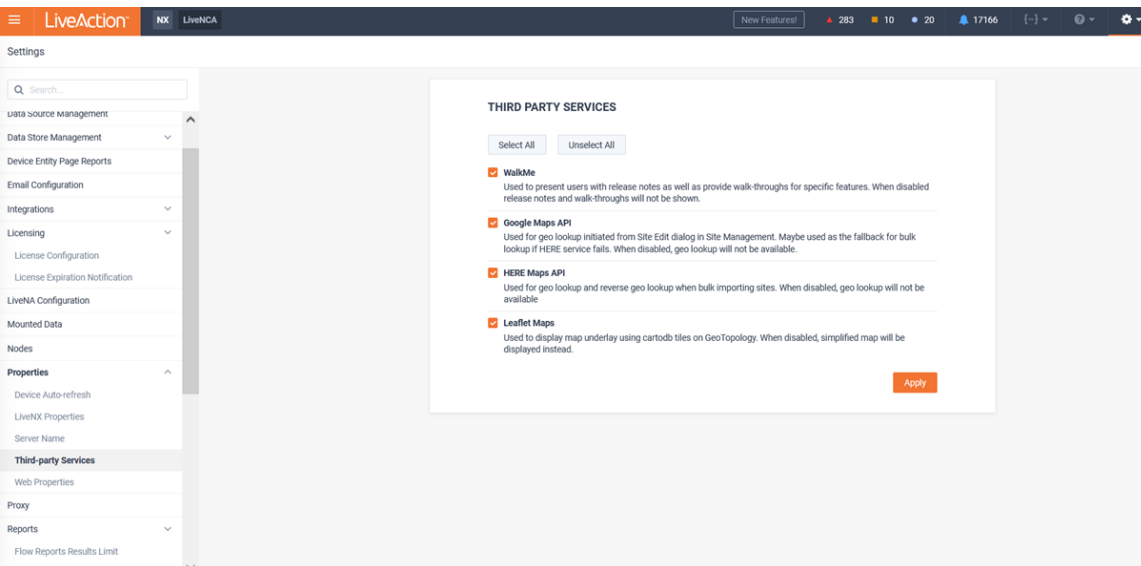 LiveAction
NX LiveNCA
New Features! 283 10 20 17166 {-} ?
Settings
Search...
Data Source Management
Data Store Management
Device Entity Page Reports
Email Configuration
Integrations
Licensing
License Configuration
License Expiration Notification
LiveNA Configuration
Mounted Data
Nodes
Properties
Device Auto-refresh
LiveNX Properties
Server Name
Third-party Services
Web Properties
Proxy
Reports
Flow Reports Results Limit
THIRD PARTY SERVICES
Select All Unselect All
WalkMe
Used to present users with release notes as well as provide walk-throughs for specific features. When disabled
release notes and walk-throughs will not be shown.
Google Maps API
Used for geo lookup initiated from Site Edit dialog in Site Management. Maybe used as the fallback for bulk
lookup if HERE service fails. When disabled, geo lookup will not be available.
HERE Maps API
Used for geo lookup and reverse geo lookup when bulk importing sites. When disabled, geo lookup will not be
available
Leaflet Maps
Used to display map underlay using cartodb tiles on GeoTopology. When disabled, simplified map will be
displayed instead.
Apply